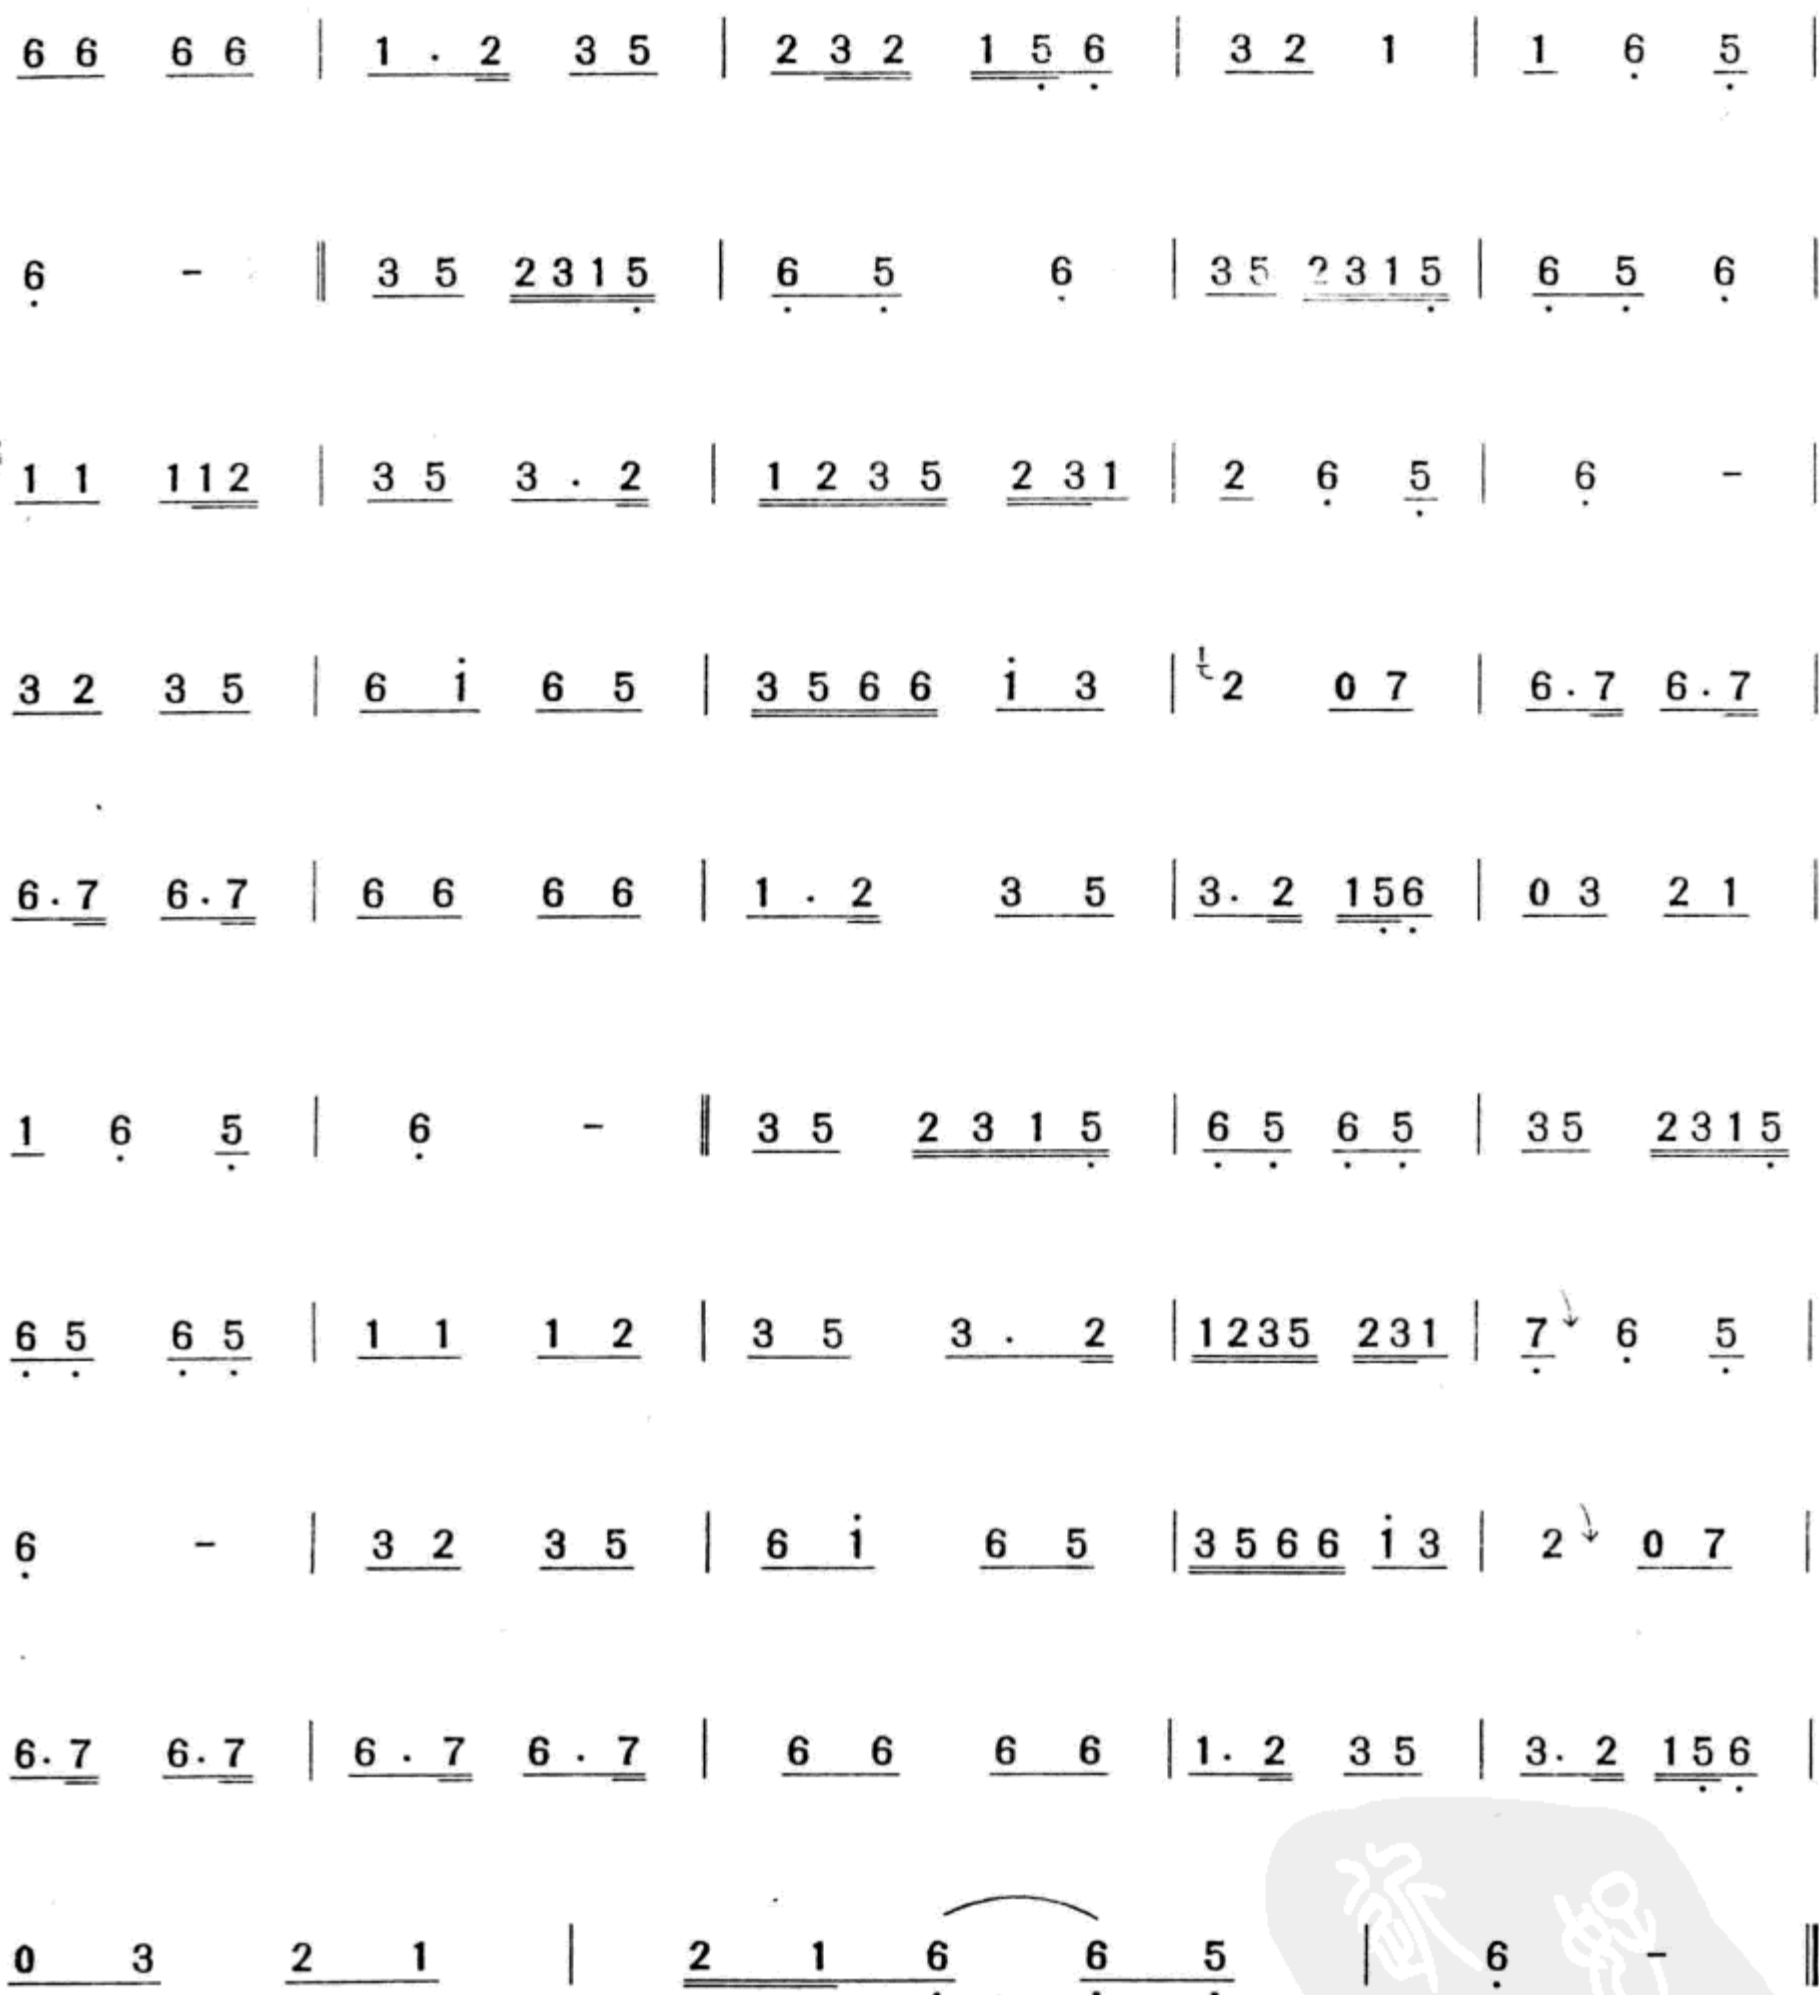 6 6 6 6 | 1 . 2 3 5 | 2 3 2 1 5̣ 6̣ | 3 2 1 | 1 6̣ 5̣ |
6̣ - ‖ 3 5 2 3 1 5̣ | 6̣ 5̣ 6̣ | 3 5 2 3 1 5̣ | 6̣ 5̣ 6̣ |
1 1 1 1 2 | 3 5 3 . 2 | 1 2 3 5 2 3 1 | 2 6̣ 5̣ | 6̣ - |
3 2 3 5 | 6 i 6 5 | 3 5 6 6 i 3 | 2 0 7 | 6 . 7 6 . 7 |
6 . 7 6 . 7 | 6 6 6 6 | 1 . 2 3 5 | 3 . 2 1 5̣ 6̣ | 0 3 2 1 |
1 6̣ 5̣ | 6̣ - ‖ 3 5 2 3 1 5̣ | 6̣ 5̣ 6̣ 5̣ | 3 5 2 3 1 5̣
6̣ 5̣ 6̣ 5̣ | 1 1 1 2 | 3 5 3 . 2 | 1 2 3 5 2 3 1 | 7̣ 6̣ 5̣ |
6̣ - | 3 2 3 5 | 6 i 6 5 | 3 5 6 6 i 3 | 2 0 7 |
6 . 7 6 . 7 | 6 . 7 6 . 7 | 6 6 6 6 | 1 . 2 3 5 | 3 . 2 1 5̣ 6̣ |
0 3 2 1 | 2 1 6̣ 6̣ 5̣ | 6̣ - ‖